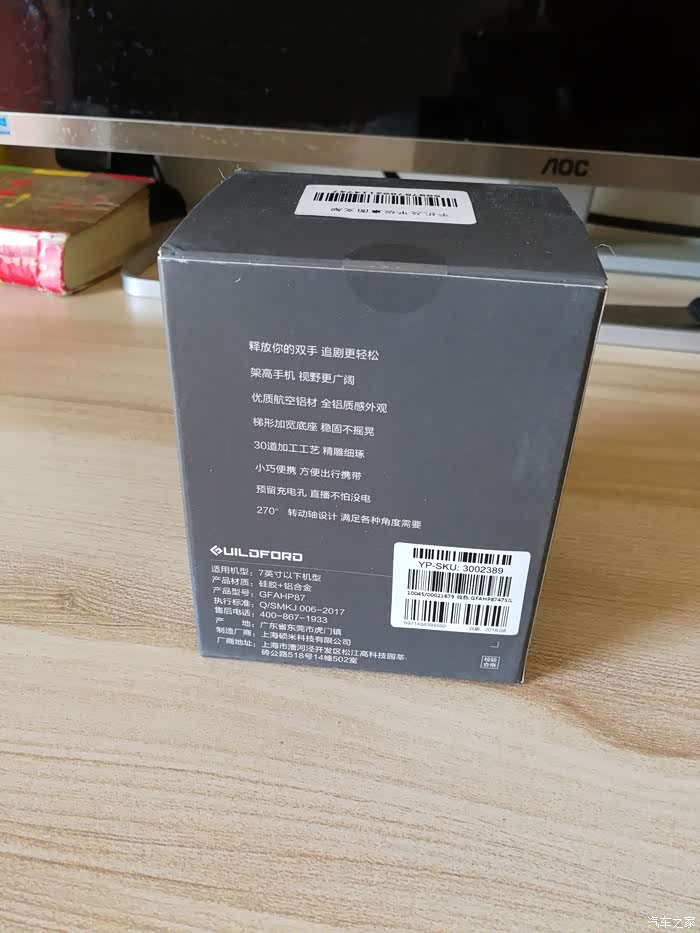 AOC
释放你的双手 追剧更轻松
架高手机 视野更广阔
优质航空铝材 全铝质感外观
梯形加宽底座 稳固不摇晃
30道加工工艺 精雕细琢
小巧便携 方便出行携带
预留充电孔 直播不怕没电
270° 转动轴设计 满足各种角度需要
GUILDFORD
适用机型：7英寸以下机型
产品材质：硅胶+铝合金
产品型号：GFAHP87
执行标准：Q/SMKJ 006-2017
售后电话：400-867-1933
产 地：广东省东莞市虎门镇
制造厂商：上海硕米科技有限公司
厂商地址：上海市漕河泾开发区松江高科技园莘
砖公路518号14幢502室
YP-SKU: 3002389
检验
合格
汽车之家